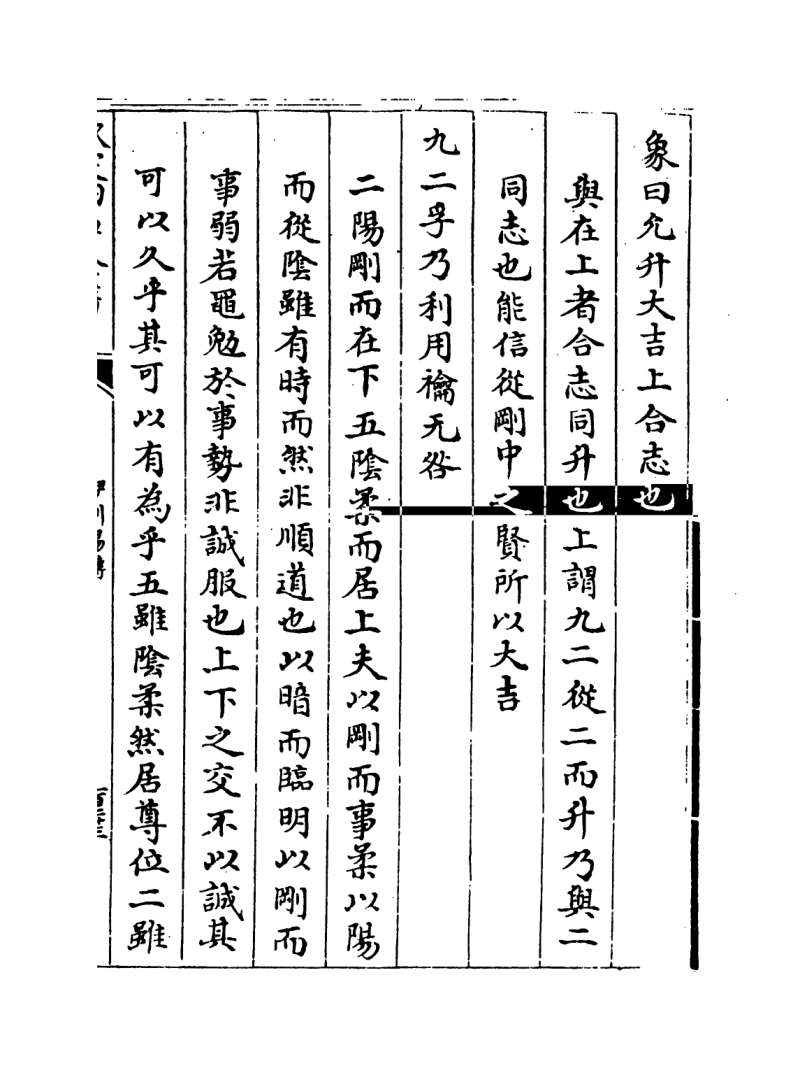 象曰允升大吉上合志也
與在上者合志同升也上謂九二從二而升乃與二
同志也能信從剛中之賢所以大吉
九二孚乃利用禴无咎
二陽剛而在下五陰柔而居上夫以剛而事柔以陽
而從陰雖有時而然非順道也以暗而臨明以剛而
事弱若黽勉於事勢非誠服也上下之交不以誠其
可以久乎其可以有為乎五雖陰柔然居尊位二雖
伊川易傳